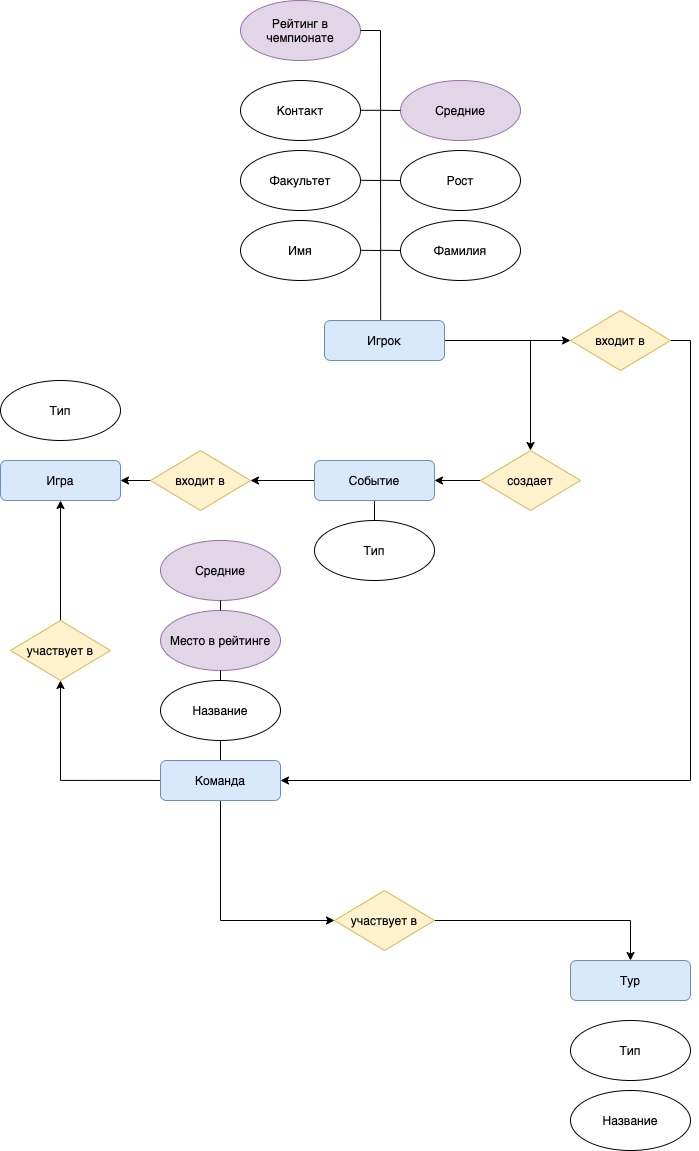 Рейтинг в
чемпионате
Контакт
Средние
Факультет
Рост
Имя
Фамилия
Игрок
входит в
Тип
Игра
входит в
Событие
создает
Тип
Средние
Место в рейтинге
участвует в
Название
Команда
участвует в
Тур
Тип
Название